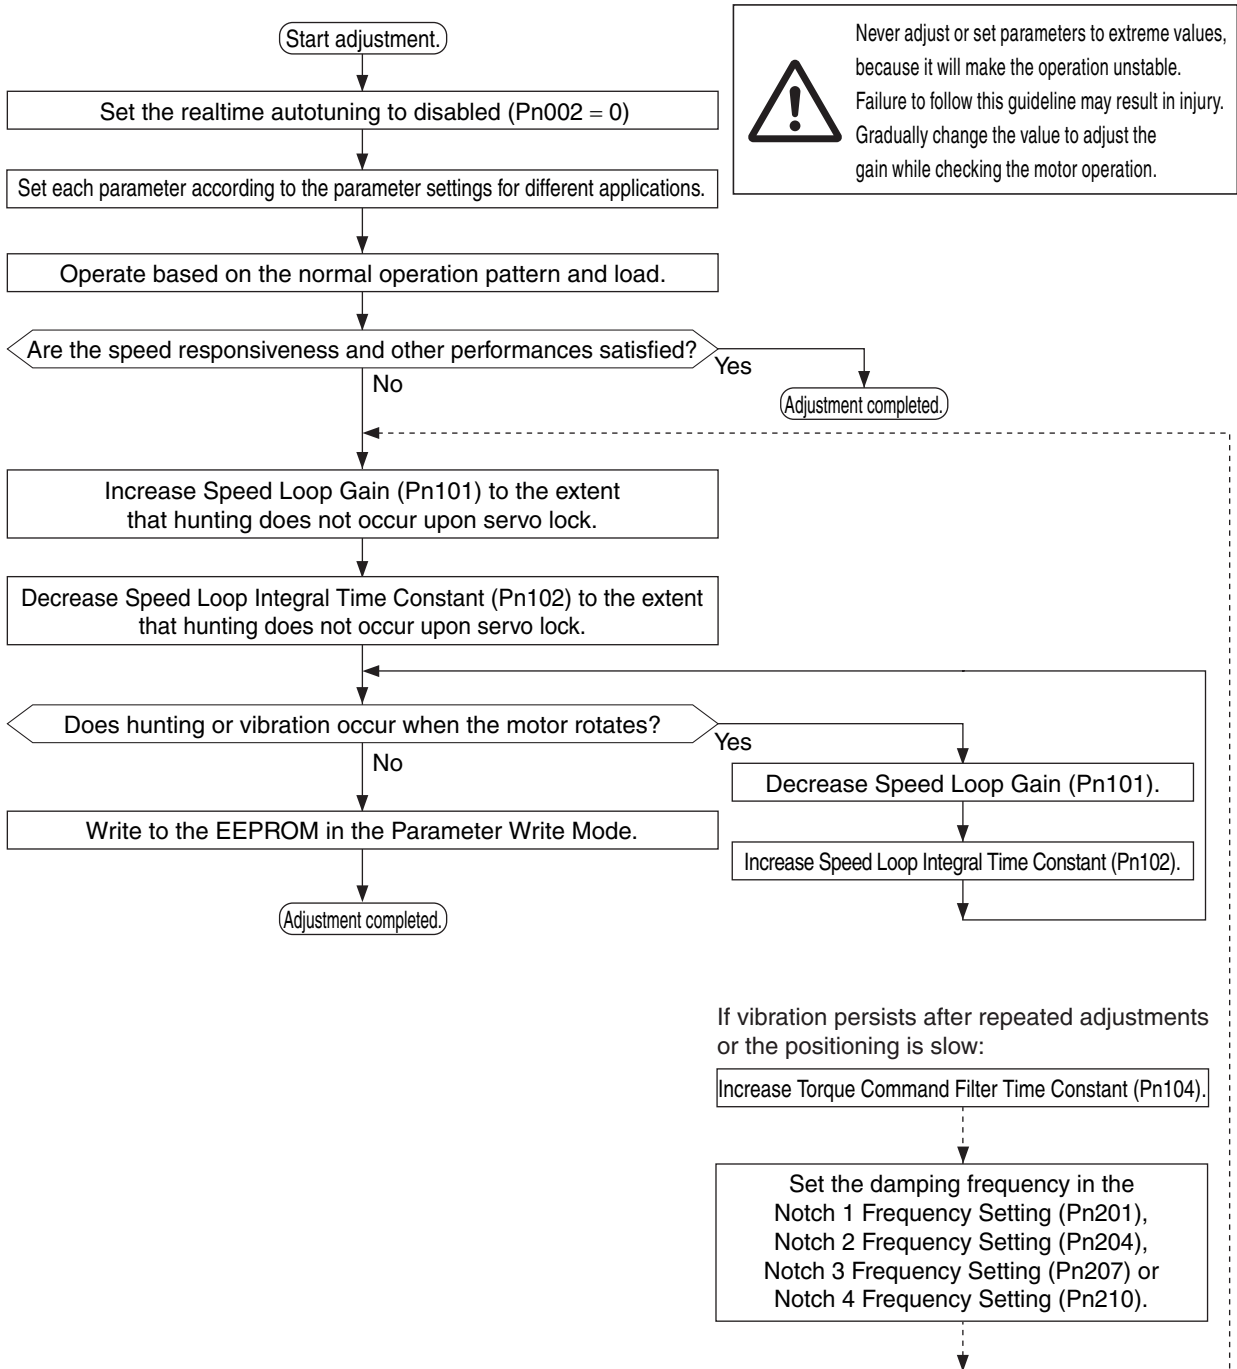 Start adjustment.
Never adjust or set parameters to extreme values,
because it will make the operation unstable.
Failure to follow this guideline may result in injury.
Gradually change the value to adjust the
gain while checking the motor operation.
Set the realtime autotuning to disabled (Pn002 = 0)
Set each parameter according to the parameter settings for different applications.
Operate based on the normal operation pattern and load.
Are the speed responsiveness and other performances satisfied?
Yes
No
Adjustment completed.
Increase Speed Loop Gain (Pn101) to the extent
that hunting does not occur upon servo lock.
Decrease Speed Loop Integral Time Constant (Pn102) to the extent
that hunting does not occur upon servo lock.
Does hunting or vibration occur when the motor rotates?
Yes
No
Decrease Speed Loop Gain (Pn101).
Write to the EEPROM in the Parameter Write Mode.
Increase Speed Loop Integral Time Constant (Pn102).
Adjustment completed.
If vibration persists after repeated adjustments
or the positioning is slow:
Increase Torque Command Filter Time Constant (Pn104).
Set the damping frequency in the
Notch 1 Frequency Setting (Pn201),
Notch 2 Frequency Setting (Pn204),
Notch 3 Frequency Setting (Pn207) or
Notch 4 Frequency Setting (Pn210).